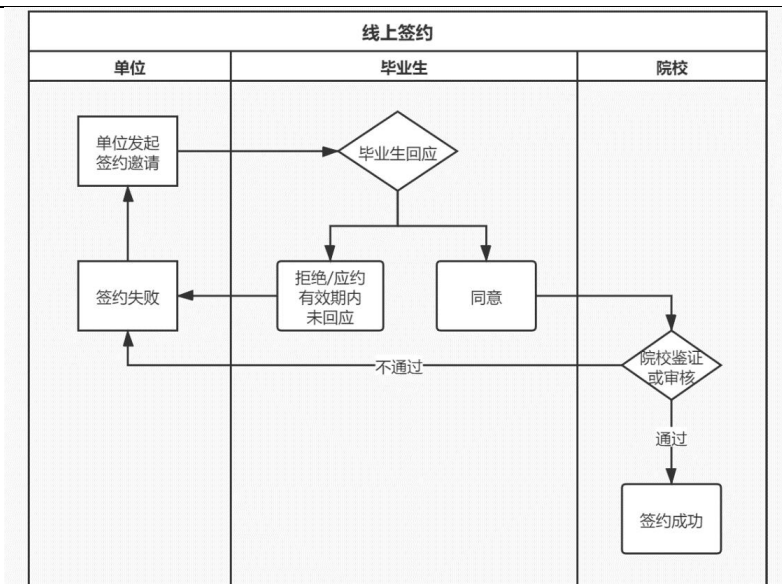 线上签约
单位
毕业生
院校
单位发起
签约邀请
毕业生回应
签约失败
拒绝/应约
有效期内
未回应
同意
院校鉴证
或审核
不通过
通过
签约成功